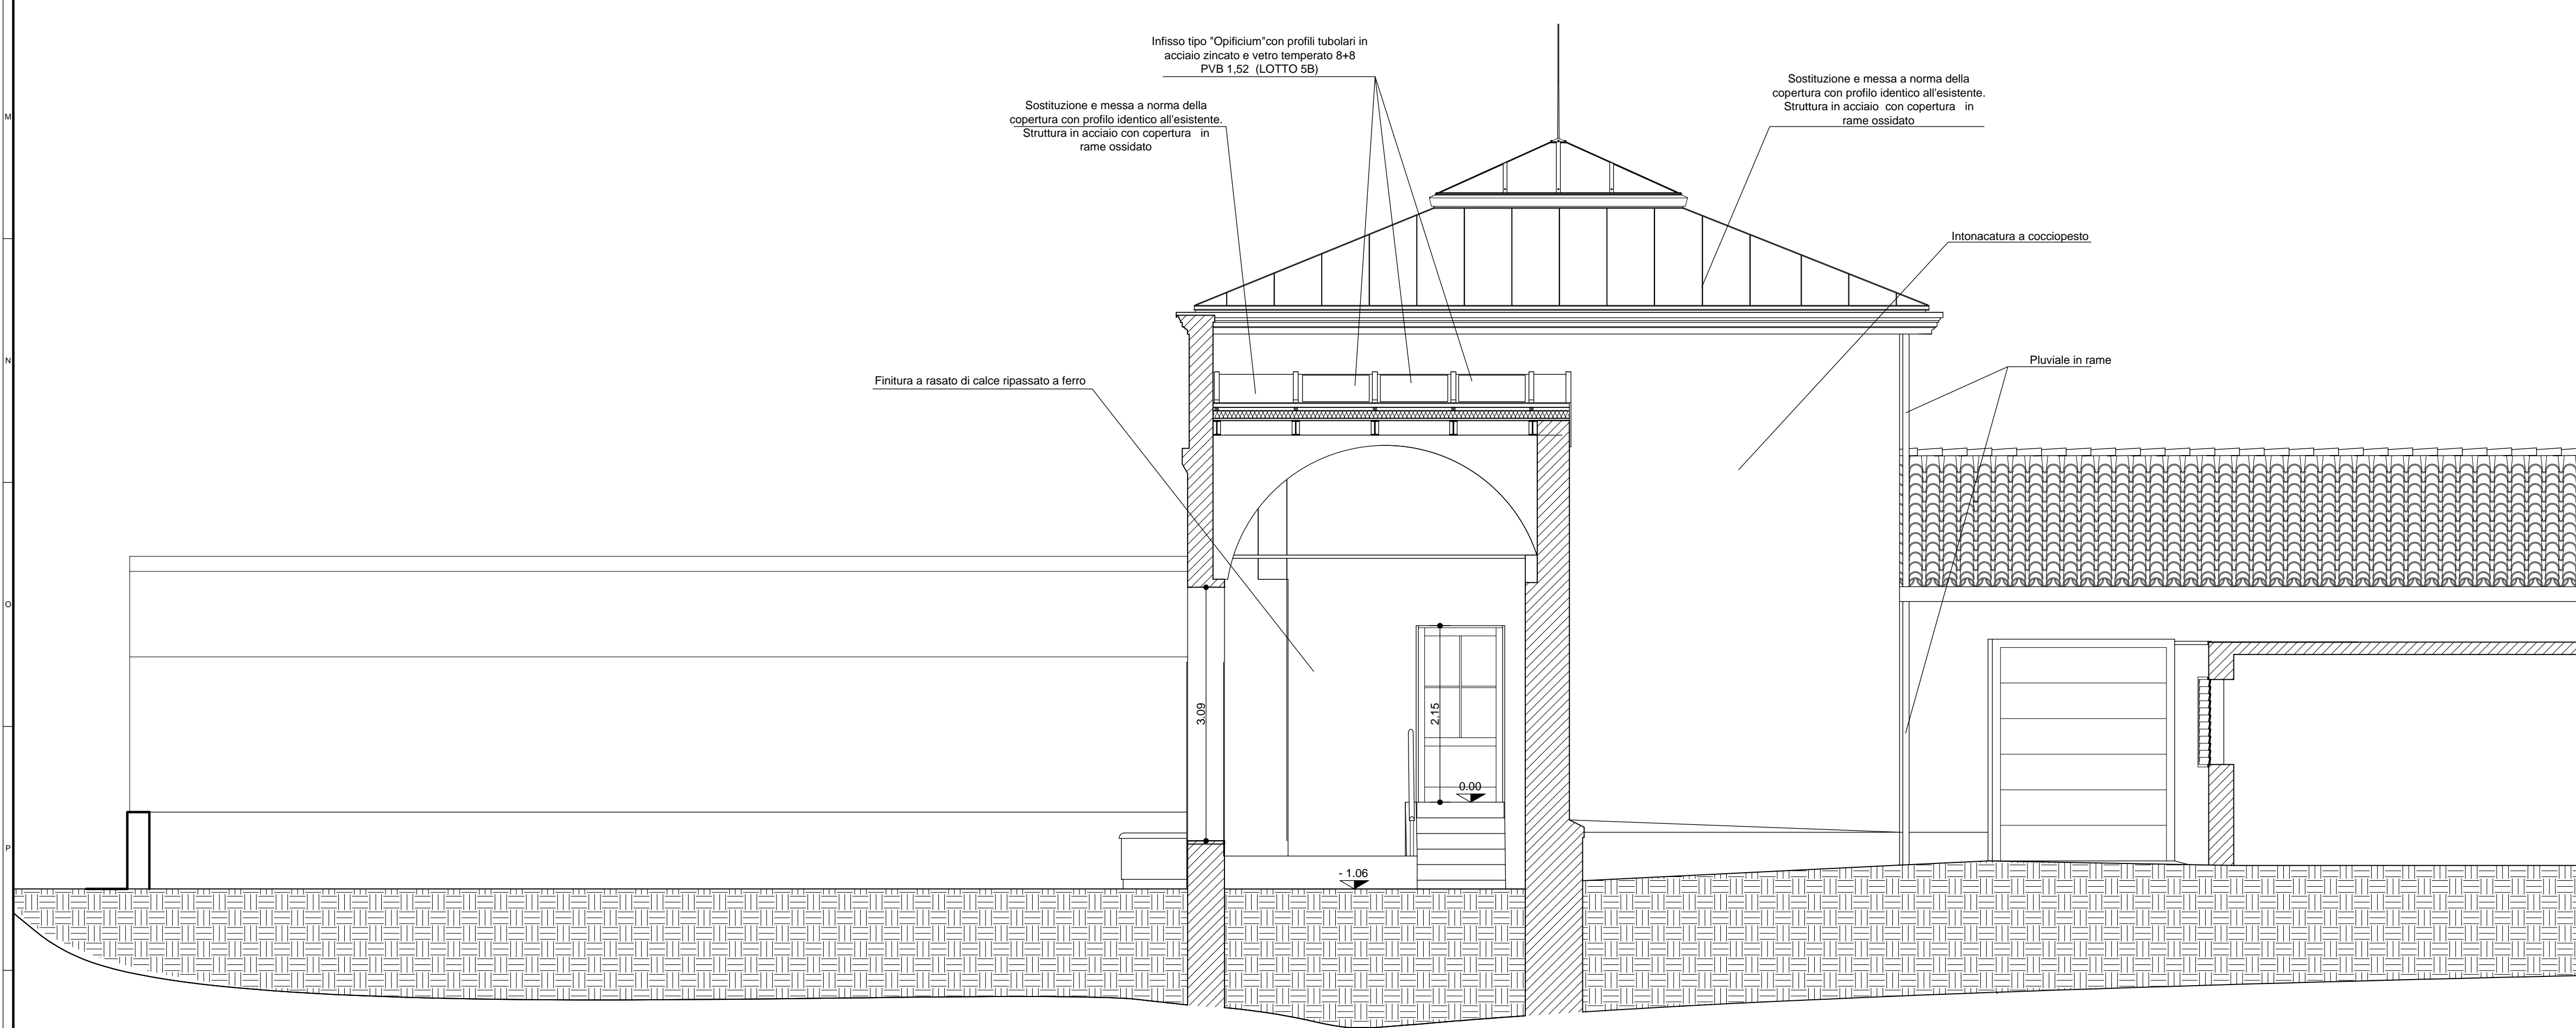 Infisso tipo "Opificium"con profili tubolari in
acciaio zincato e vetro temperato 8+8
PVB 1,52 (LOTTO 5B)
Sostituzione e messa a norma della
copertura con profilo identico all'esistente.
Struttura in acciaio con copertura in
rame ossidato
Sostituzione e messa a norma della
copertura con profilo identico all'esistente.
Struttura in acciaio con copertura in
rame ossidato
M
Intonacatura a cocciopesto
N
Pluviale in rame
Finitura a rasato di calce ripassato a ferro
O
3.09
2.15
0.00
P
- 1.06